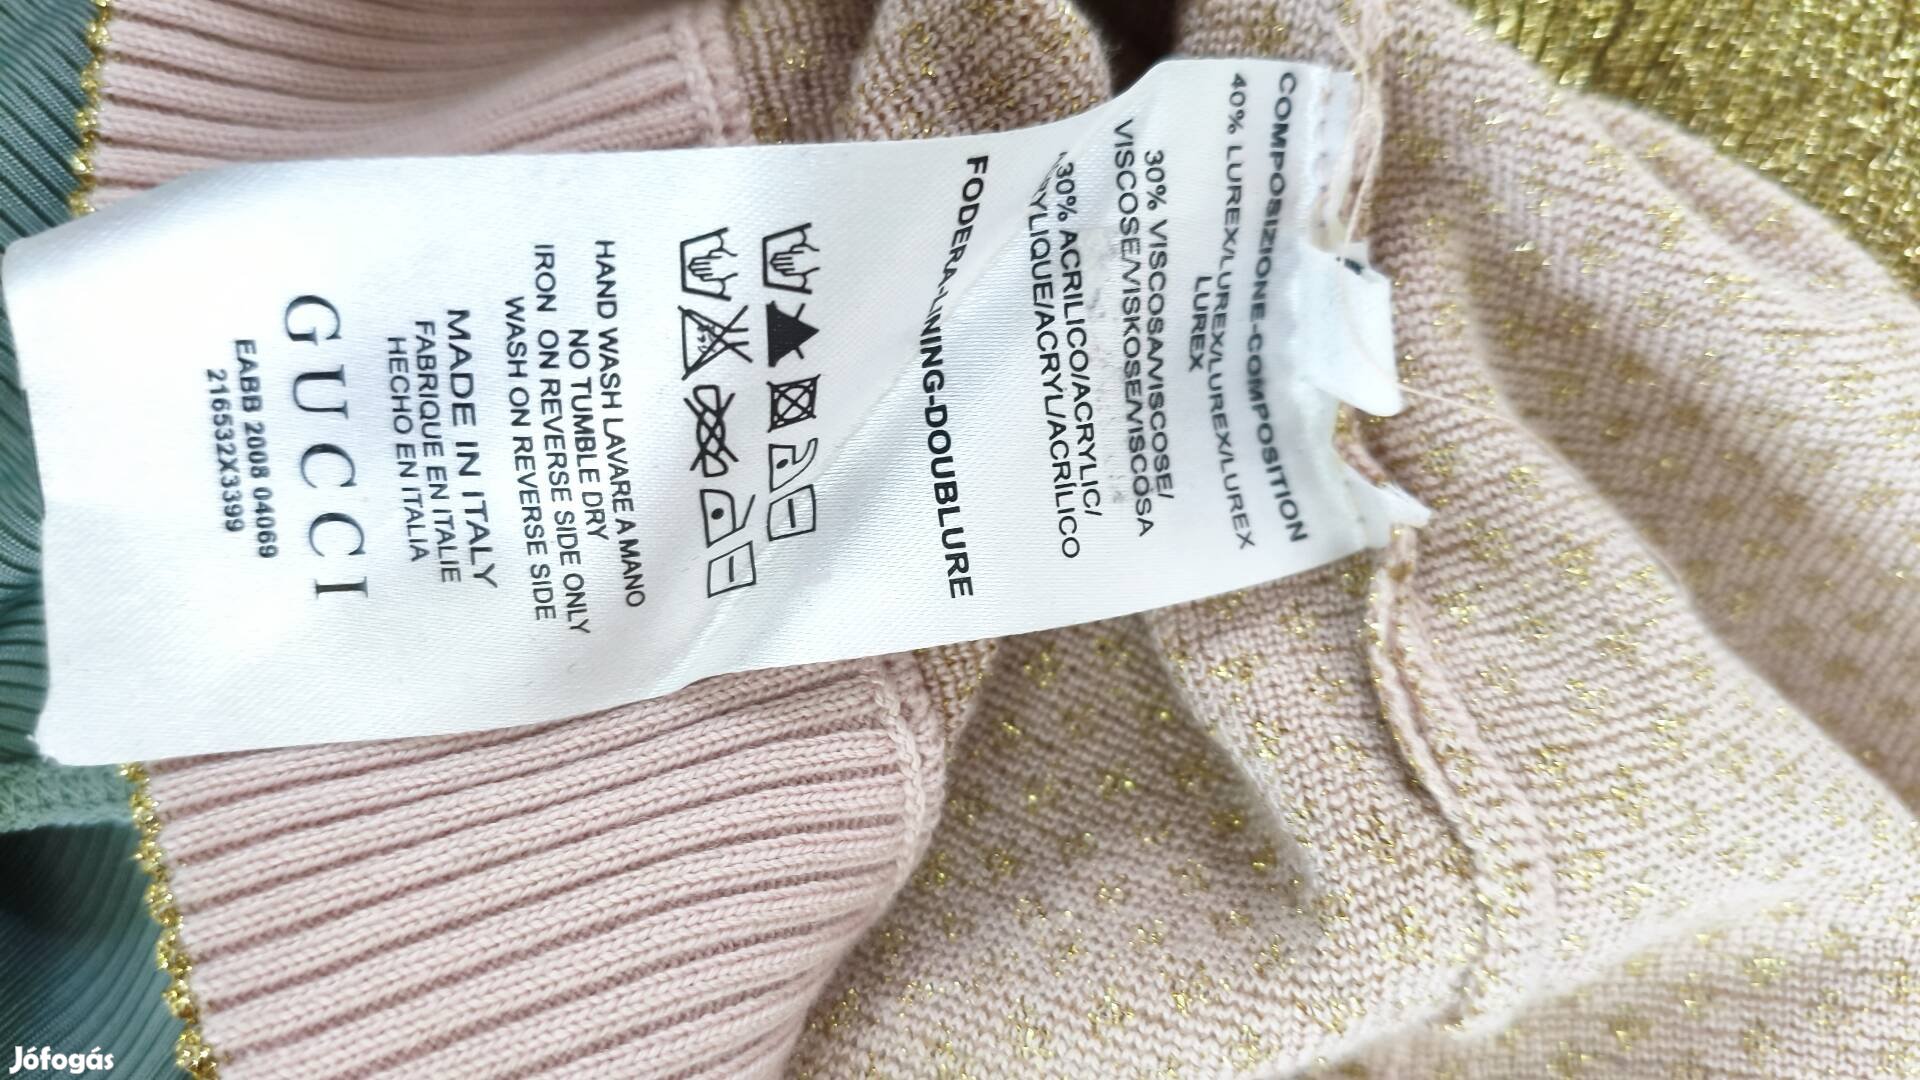 COMPOSIZIONE-COMPOSITION
40% LUREX/LUREX/LUREX/LUREX/LUREX
LUREX
30% VISCOSA/VISCOSE/
VISCOSE/VISKOSE/VISCOSA
30% ACRILICO/ACRYLIC/
ACRYLIQUE/ACRYL/ACRÍLICO
FODERA-LINING-DOUBLURE
HAND WASH LAVARE A MANO
NO TUMBLE DRY
IRON ON REVERSE SIDE ONLY
WASH ON REVERSE SIDE
MADE IN ITALY
FABRIQUE EN ITALIE
HECHO EN ITALIA
GUCCI
EABB 2008 04069
216532X3399
Jófogás